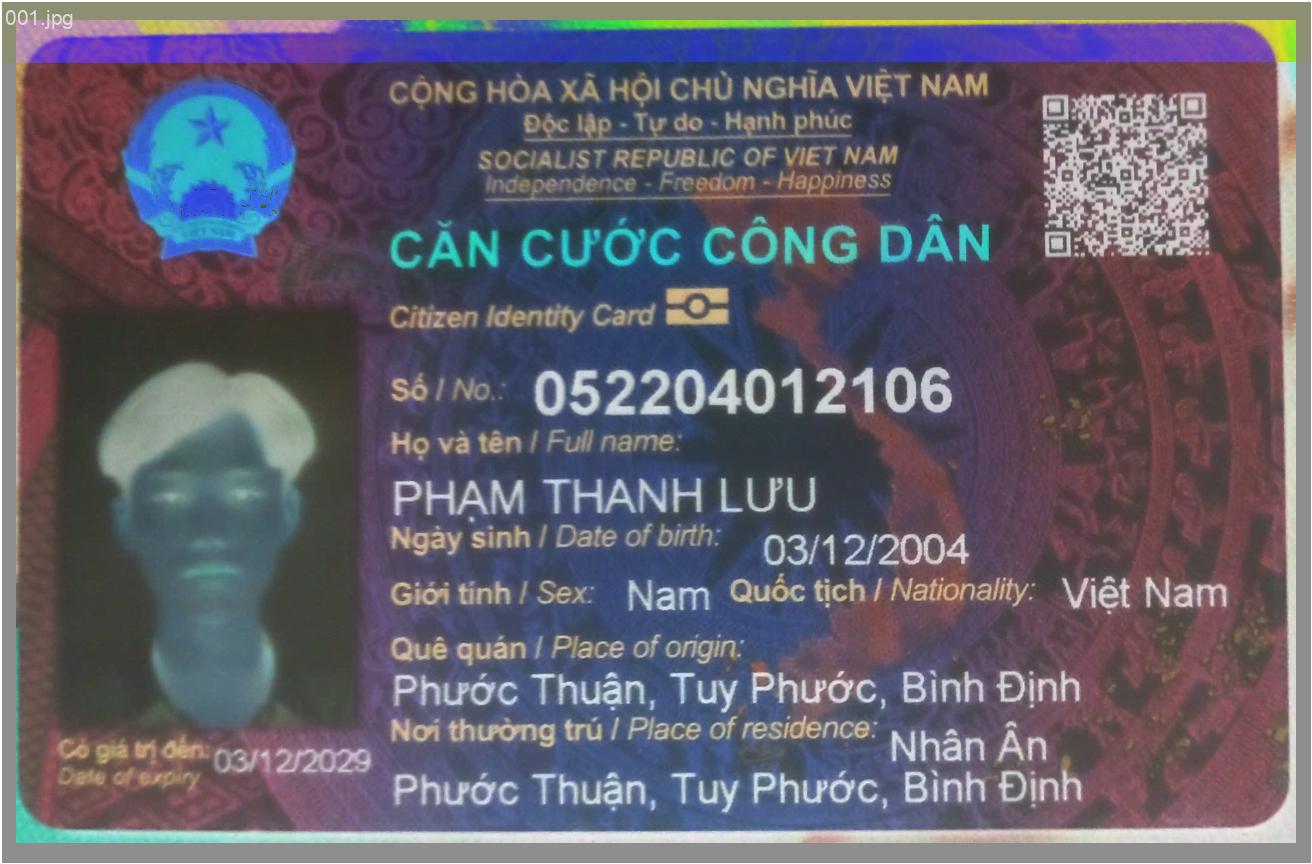 001.jpg
CỘNG HÒA XÃ HỘI CHỦ NGHĨA VIỆT NAM
Độc lập - Tự do - Hạnh phúc
SOCIALIST REPUBLIC OF VIET NAM
Independence - Freedom - Happiness
VIỆT NAM
CĂN CƯỚC CÔNG DÂN
Citizen Identity Card
Số / No.: 052204012106
Họ và tên / Full name:
PHẠM THANH LƯU
Ngày sinh / Date of birth: 03/12/2004
Giới tính / Sex: Nam Quốc tịch / Nationality: Việt Nam
Quê quán / Place of origin:
Phước Thuận, Tuy Phước, Bình Định
Nơi thường trú / Place of residence: Nhân Ân
Phước Thuận, Tuy Phước, Bình Định
Có giá trị đến: 03/12/2029
Date of expiry